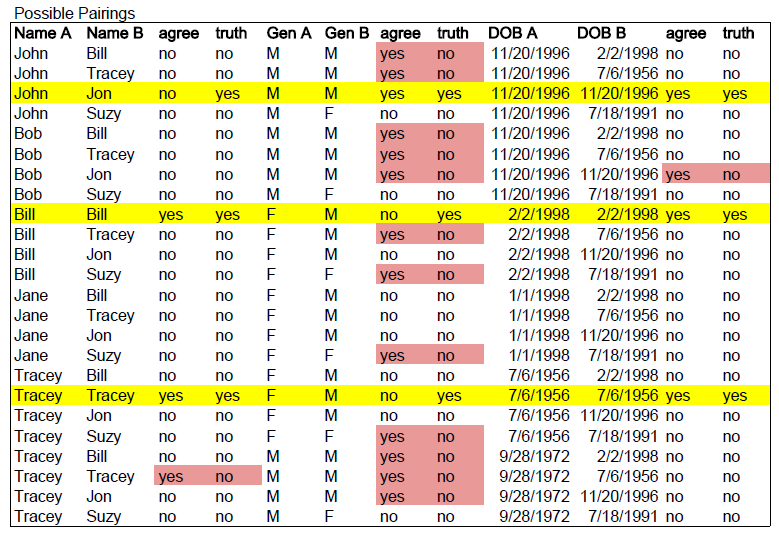 Possible Pairings
Name A Name B agree truth Gen A Gen B agree truth DOB A DOB B agree truth
John Bill no no M M yes no 11/20/1996 2/2/1998 no no
John Tracey no no M M yes no 11/20/1996 7/6/1956 no no
John Jon no yes M M yes yes 11/20/1996 11/20/1996 yes yes
John Suzy no no M F no no 11/20/1996 7/18/1991 no no
Bob Bill no no M M yes no 11/20/1996 2/2/1998 no no
Bob Tracey no no M M yes no 11/20/1996 7/6/1956 no no
Bob Jon no no M M yes no 11/20/1996 11/20/1996 yes no
Bob Suzy no no M F no no 11/20/1996 7/18/1991 no no
Bill Bill yes yes F M no yes 2/2/1998 2/2/1998 yes yes
Bill Tracey no no F M yes no 2/2/1998 7/6/1956 no no
Bill Jon no no F M no no 2/2/1998 11/20/1996 no no
Bill Suzy no no F F yes no 2/2/1998 7/18/1991 no no
Jane Bill no no F M no no 1/1/1998 2/2/1998 no no
Jane Tracey no no F M no no 1/1/1998 7/6/1956 no no
Jane Jon no no F M no no 1/1/1998 11/20/1996 no no
Jane Suzy no no F F yes no 1/1/1998 7/18/1991 no no
Tracey Bill no no F M no no 7/6/1956 2/2/1998 no no
Tracey Tracey yes yes F M no yes 7/6/1956 7/6/1956 yes yes
Tracey Jon no no F M no no 7/6/1956 11/20/1996 no no
Tracey Suzy no no F F yes no 7/6/1956 7/18/1991 no no
Tracey Bill no no M M yes no 9/28/1972 2/2/1998 no no
Tracey Tracey yes no M M yes no 9/28/1972 7/6/1956 no no
Tracey Jon no no M M yes no 9/28/1972 11/20/1996 no no
Tracey Suzy no no M F no no 9/28/1972 7/18/1991 no no